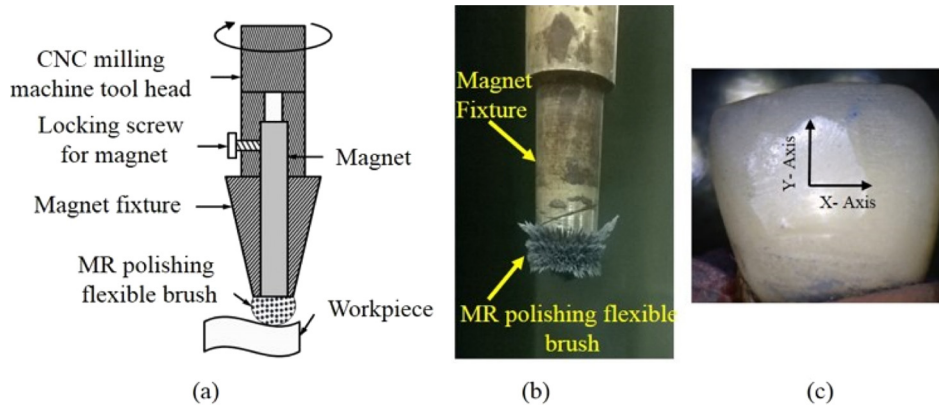 CNC milling
machine tool head
Locking screw
for magnet
Magnet
Magnet fixture
MR polishing
flexible brush
Workpiece
(a)
Magnet
Fixture
MR polishing flexible
brush
(b)
Y- Axis
X- Axis
(c)